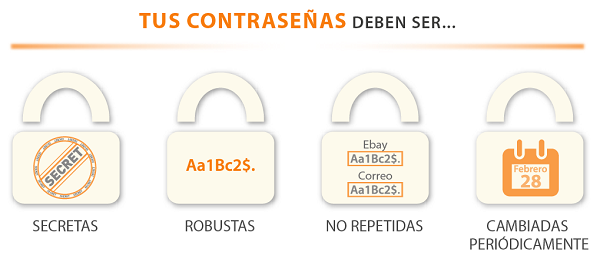 TUS CONTRASEÑAS DEBEN SER...
SECRET
Aa1Bc2$.
Ebay
Aa1Bc2$.
Correo
Aa1Bc2$.
Febrero
28
SECRETAS
ROBUSTAS
NO REPETIDAS
CAMBIADAS
PERIÓDICAMENTE